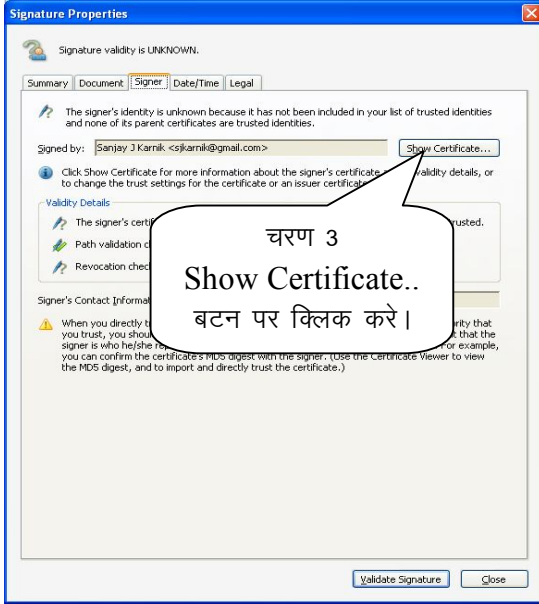 Signature Properties
Signature validity is UNKNOWN.
Summary Document Signer Date/Time Legal
The signer's identity is unknown because it has not been included in your list of trusted identities
and none of its parent certificates are trusted identities.
Signed by: Sanjay J Karnik <sjkarnik@gmail.com> Show Certificate...
Click Show Certificate for more information about the signer's certificate validity details, or
to change the trust settings for the certificate or an issuer certificate
Validity Details
The signer's rusted.
Path validation
Revocation
Signer's Contact
When you directly ority that
you trust, you that the
signer is who he/she For example,
you can confirm the certificate's MD5 digest with the signer. (Use the Certificate Viewer to view
the MD5 digest, and to import and directly trust the certificate.)
चरण 3
Show Certificate..
बटन पर क्लिक करे।
Validate Signature Close